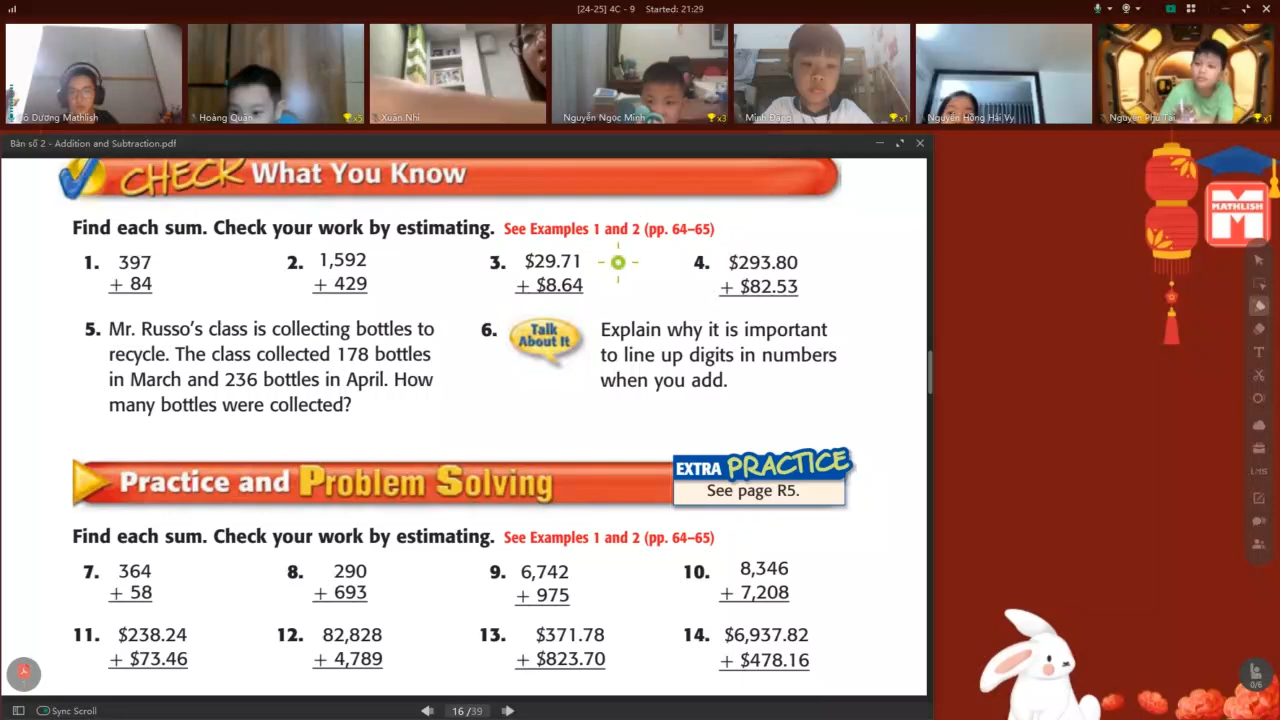 [24-25] 4C - 9 Started: 21:29
Dương Mathlish
Hoàng Quân
x5
Xuân Nhi
Nguyễn Ngọc Minh
x3
Minh Đăng
x1
Nguyễn Hồng Hải Vy
Nguyễn Phú Tài
x1
Bản số 2 - Addition and Subtraction.pdf
MATHLISH
CHECK What You Know
Find each sum. Check your work by estimating. See Examples 1 and 2 (pp. 64–65)
1. 397
+ 84
2. 1,592
+ 429
3. $29.71
+ $8.64
4. $293.80
+ $82.53
5. Mr. Russo's class is collecting bottles to
recycle. The class collected 178 bottles
in March and 236 bottles in April. How
many bottles were collected?
6. Talk
About It
Explain why it is important
to line up digits in numbers
when you add.
Practice and Problem Solving
EXTRA PRACTICE
See page R5.
Find each sum. Check your work by estimating. See Examples 1 and 2 (pp. 64–65)
7. 364
+ 58
8. 290
+ 693
9. 6,742
+ 975
10. 8,346
+ 7,208
11. $238.24
+ $73.46
12. 82,828
+ 4,789
13. $371.78
+ $823.70
14. $6,937.82
+ $478.16
LMS
0/6
Sync Scroll
16 /39